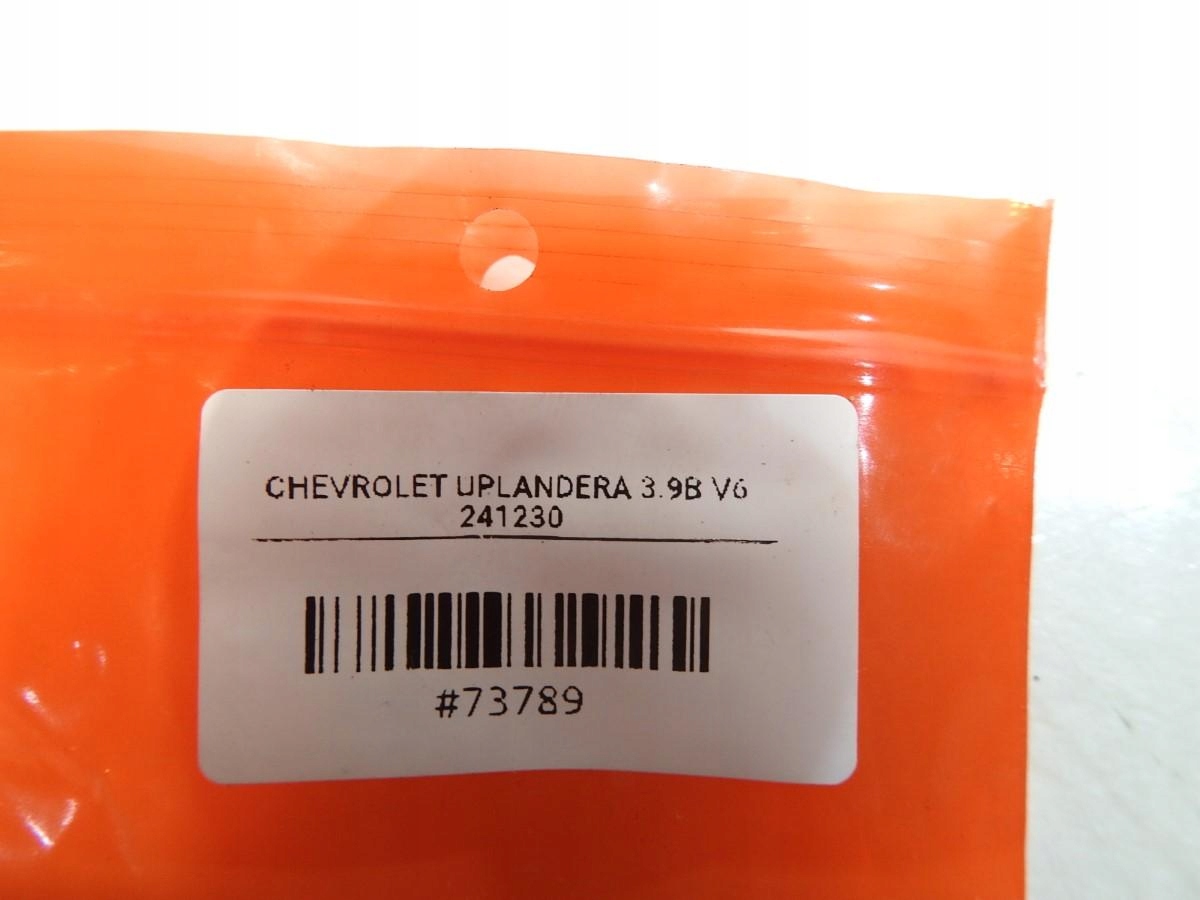 CHEVROLET UPLANDERA 3.9B V6
241230
#73789